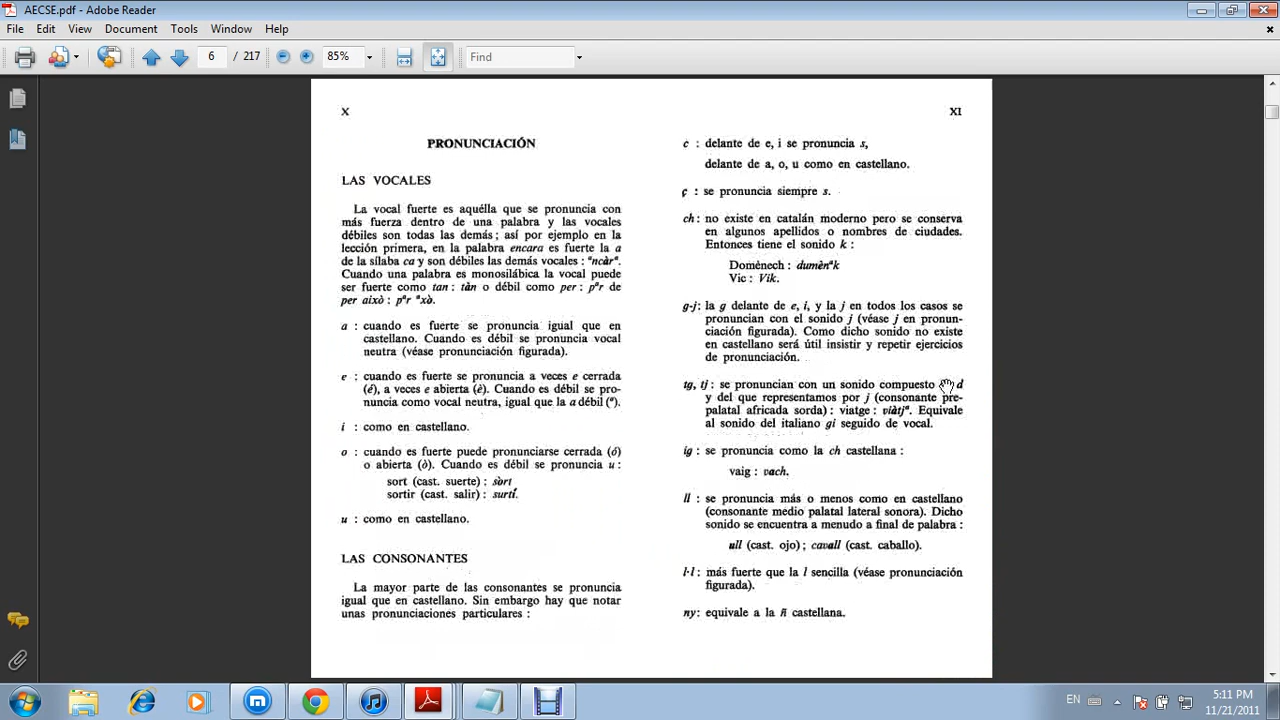 AECSE.pdf - Adobe Reader
File Edit View Document Tools Window Help
6 / 217 85% Find
X
PRONUNCIACIÓN
LAS VOCALES
La vocal fuerte es aquélla que se pronuncia con
más fuerza dentro de una palabra y las vocales
débiles son todas las demás; así por ejemplo en la
lección primera, en la palabra encara es fuerte la a
de la sílaba ca y son débiles las demás vocales : ᵃncàrᵃ.
Cuando una palabra es monosilábica la vocal puede
ser fuerte como tan : tàn o débil como per : pᵃr de
per això : pᵃr ᵃxò.
a : cuando es fuerte se pronuncia igual que en
castellano. Cuando es débil se pronuncia vocal
neutra (véase pronunciación figurada).
e : cuando es fuerte se pronuncia a veces e cerrada
(é), a veces e abierta (è). Cuando es débil se pro-
nuncia como vocal neutra, igual que la a débil (ᵃ).
i : como en castellano.
o : cuando es fuerte puede pronunciarse cerrada (ó)
o abierta (ò). Cuando es débil se pronuncia u :
sort (cast. suerte) : sòrt
sortir (cast. salir) : surtí.
u : como en castellano.
LAS CONSONANTES
La mayor parte de las consonantes se pronuncia
igual que en castellano. Sin embargo hay que notar
unas pronunciaciones particulares :
XI
c : delante de e, i se pronuncia s,
delante de a, o, u como en castellano.
ç : se pronuncia siempre s.
ch : no existe en catalán moderno pero se conserva
en algunos apellidos o nombres de ciudades.
Entonces tiene el sonido k :
Domènech : dumènᵃk
Vic : Vik.
g-j : la g delante de e, i, y la j en todos los casos se
pronuncian con el sonido j (véase j en pronun-
ciación figurada). Como dicho sonido no existe
en castellano será útil insistir y repetir ejercicios
de pronunciación.
tg, tj : se pronuncian con un sonido compuesto d
y del que representamos por j (consonante pre-
palatal africada sorda) : viatge : viàtjᵃ. Equivale
al sonido del italiano gi seguido de vocal.
ig : se pronuncia como la ch castellana :
vaig : vach.
ll : se pronuncia más o menos como en castellano
(consonante medio palatal lateral sonora). Dicho
sonido se encuentra a menudo a final de palabra :
ull (cast. ojo) ; cavall (cast. caballo).
l·l : más fuerte que la l sencilla (véase pronunciación
figurada).
ny : equivale a la ñ castellana.
EN
5:11 PM
11/21/2011